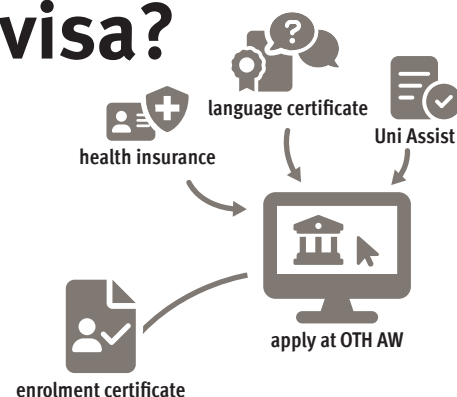 visa?
language certificate
Uni Assist
health insurance
apply at OTH AW
enrolment certificate